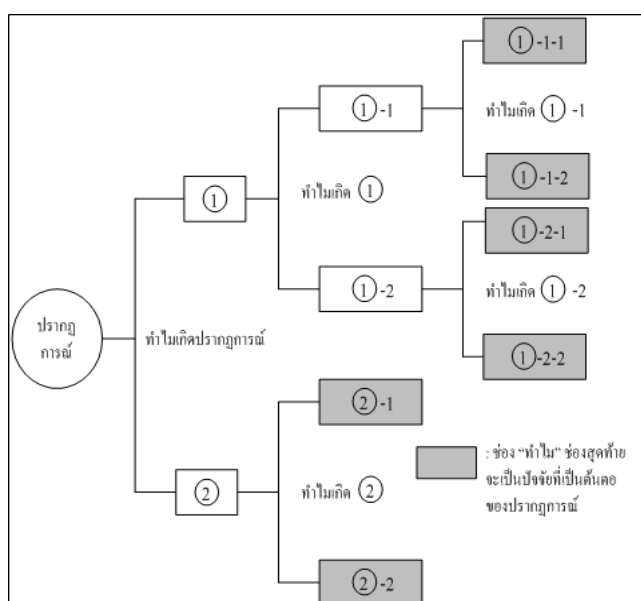 ①-1-1
①-1
ทำไมเกิด ① -1
①-1-2
①
ทำไมเกิด ①
①-2-1
①-2
ทำไมเกิด ① -2
①-2-2
ปรากฏ
การณ์
ทำไมเกิดปรากฏการณ์
②-1
②
ทำไมเกิด ②
②-2
: ช่อง “ทำไม” ช่องสุดท้าย
จะเป็นปัจจัยที่เป็นต้นตอ
ของปรากฏการณ์